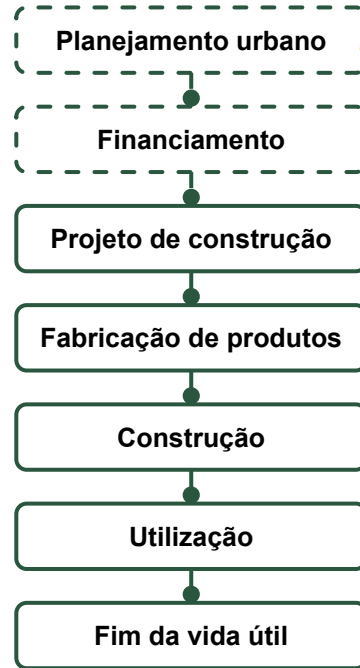 Planejamento urbano
Financiamento
Projeto de construção
Fabricação de produtos
Construção
Utilização
Fim da vida útil